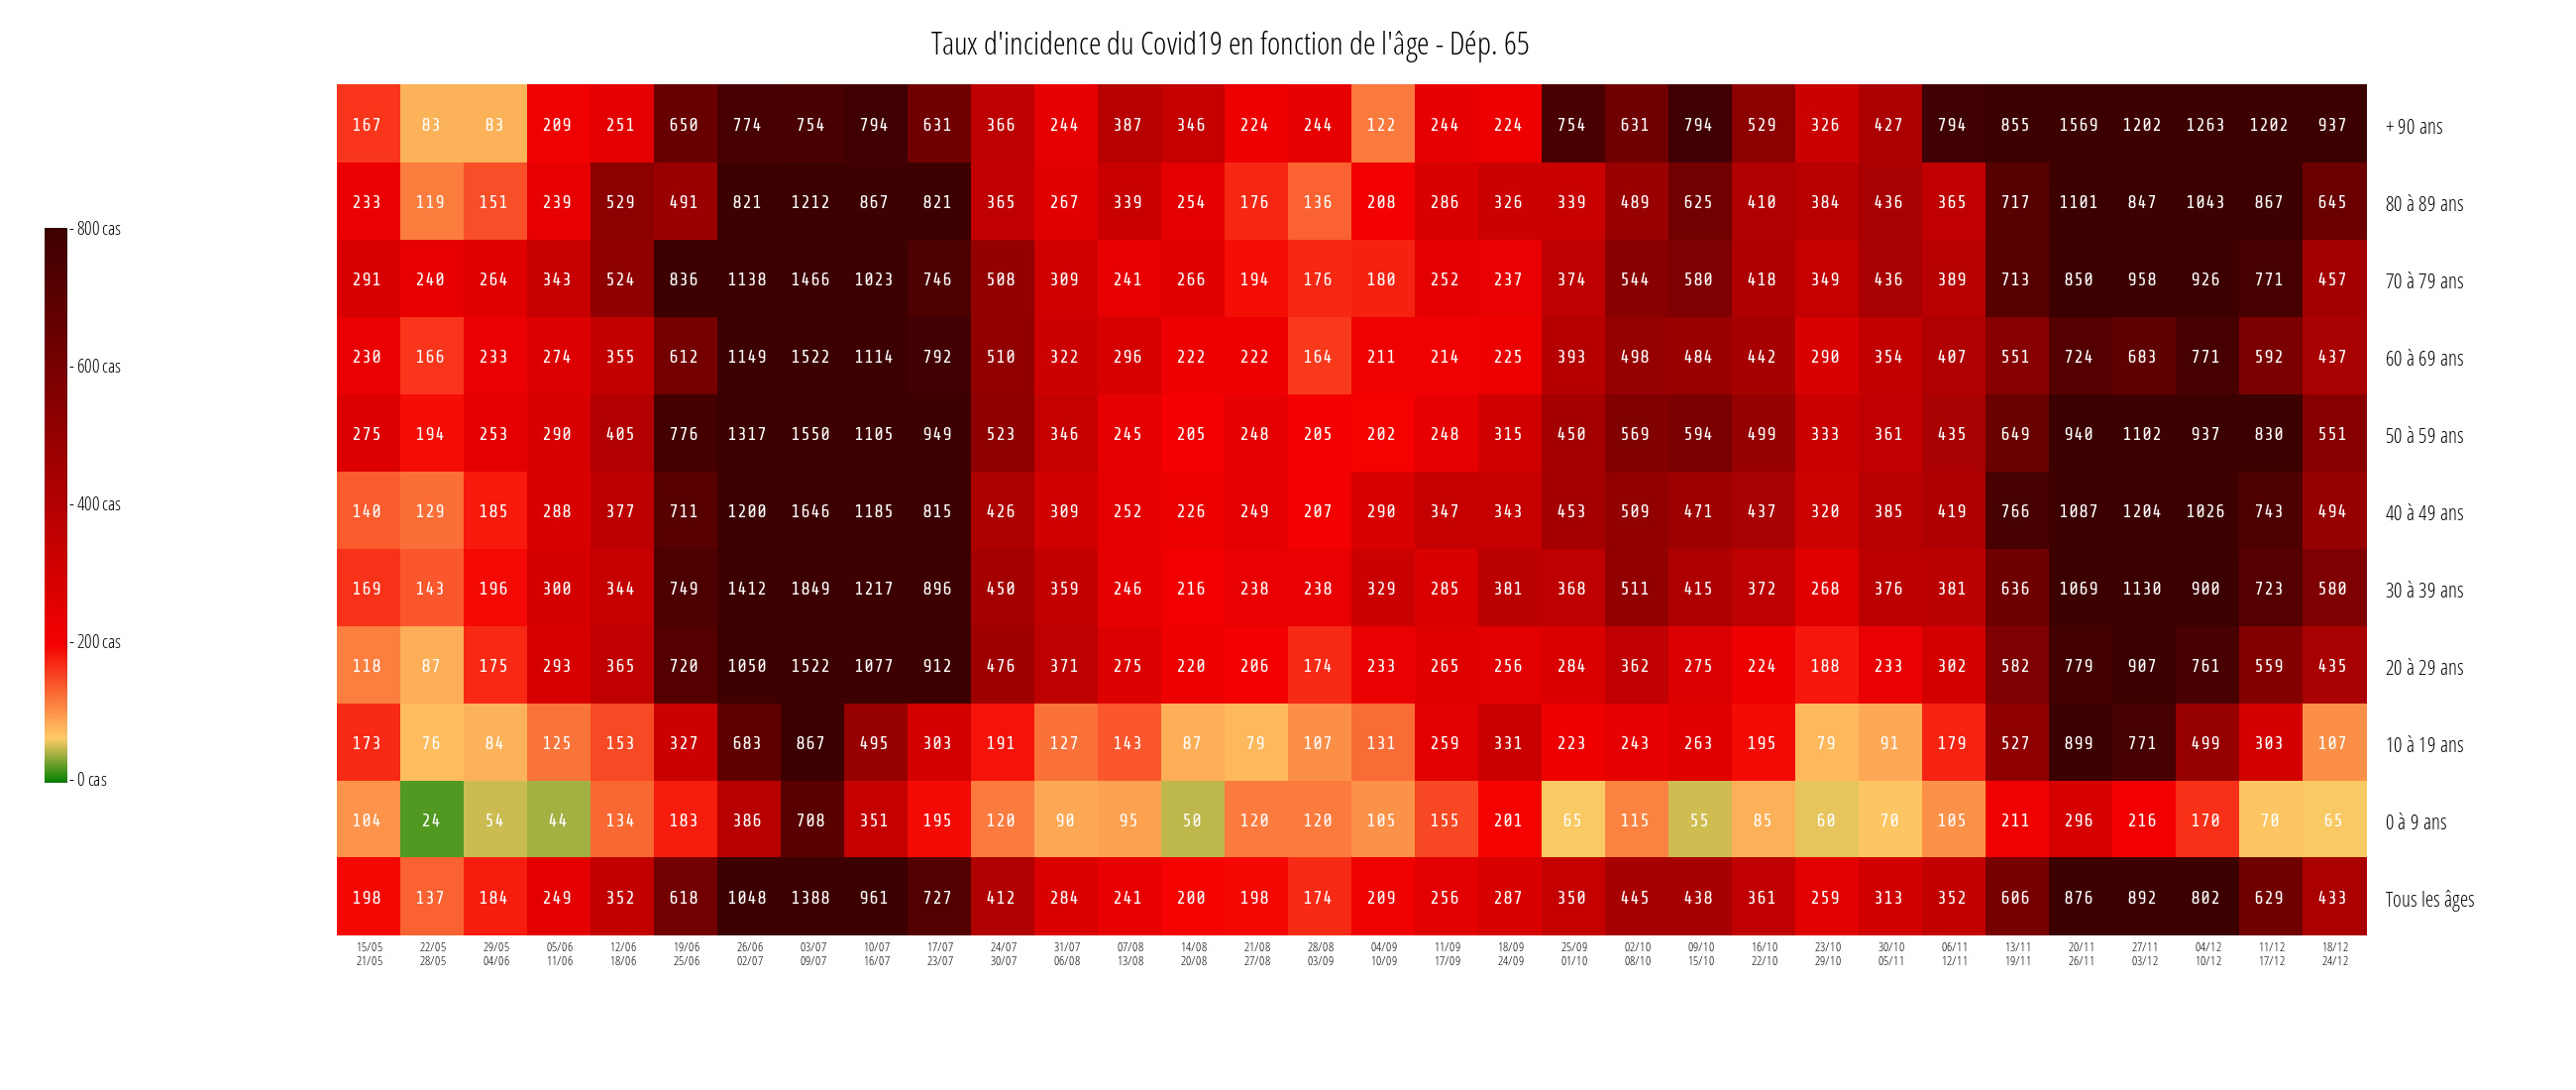 Taux d'incidence du Covid19 en fonction de l'âge - Dép. 65
- 800 cas
- 600 cas
- 400 cas
- 200 cas
- 0 cas
167 83 83 209 251 650 774 754 794 631 366 244 387 346 224 244 122 244 224 754 631 794 529 326 427 794 855 1569 1202 1263 1202 937 + 90 ans
233 119 151 239 529 491 821 1212 867 821 365 267 339 254 176 136 208 286 326 339 489 625 410 384 436 365 717 1101 847 1043 867 645 80 à 89 ans
291 240 264 343 524 836 1138 1466 1023 746 508 309 241 266 194 176 180 252 237 374 544 580 418 349 436 389 713 850 958 926 771 457 70 à 79 ans
230 166 233 274 355 612 1149 1522 1114 792 510 322 296 222 222 164 211 214 225 393 498 484 442 290 354 407 551 724 683 771 592 437 60 à 69 ans
275 194 253 290 405 776 1317 1550 1105 949 523 346 245 205 248 205 202 248 315 450 569 594 499 333 361 435 649 940 1102 937 830 551 50 à 59 ans
140 129 185 288 377 711 1200 1646 1185 815 426 309 252 226 249 207 290 347 343 453 509 471 437 320 385 419 766 1087 1204 1026 743 494 40 à 49 ans
169 143 196 300 344 749 1412 1849 1217 896 450 359 246 216 238 238 329 285 381 368 511 415 372 268 376 381 636 1069 1130 900 723 580 30 à 39 ans
118 87 175 293 365 720 1050 1522 1077 912 476 371 275 220 206 174 233 265 256 284 362 275 224 188 233 302 582 779 907 761 559 435 20 à 29 ans
173 76 84 125 153 327 683 867 495 303 191 127 143 87 79 107 131 259 331 223 243 263 195 79 91 179 527 899 771 499 303 107 10 à 19 ans
104 24 54 44 134 183 386 708 351 195 120 90 95 50 120 120 105 155 201 65 115 55 85 60 70 105 211 296 216 170 70 65 0 à 9 ans
198 137 184 249 352 618 1048 1388 961 727 412 284 241 200 198 174 209 256 287 350 445 438 361 259 313 352 606 876 892 802 629 433 Tous les âges
15/05 22/05 29/05 05/06 12/06 19/06 26/06 03/07 10/07 17/07 24/07 31/07 07/08 14/08 21/08 28/08 04/09 11/09 18/09 25/09 02/10 09/10 16/10 23/10 30/10 06/11 13/11 20/11 27/11 04/12 11/12 18/12
21/05 28/05 04/06 11/06 18/06 25/06 02/07 09/07 16/07 23/07 30/07 06/08 13/08 20/08 27/08 03/09 10/09 17/09 24/09 01/10 08/10 15/10 22/10 29/10 05/11 12/11 19/11 26/11 03/12 10/12 17/12 24/12